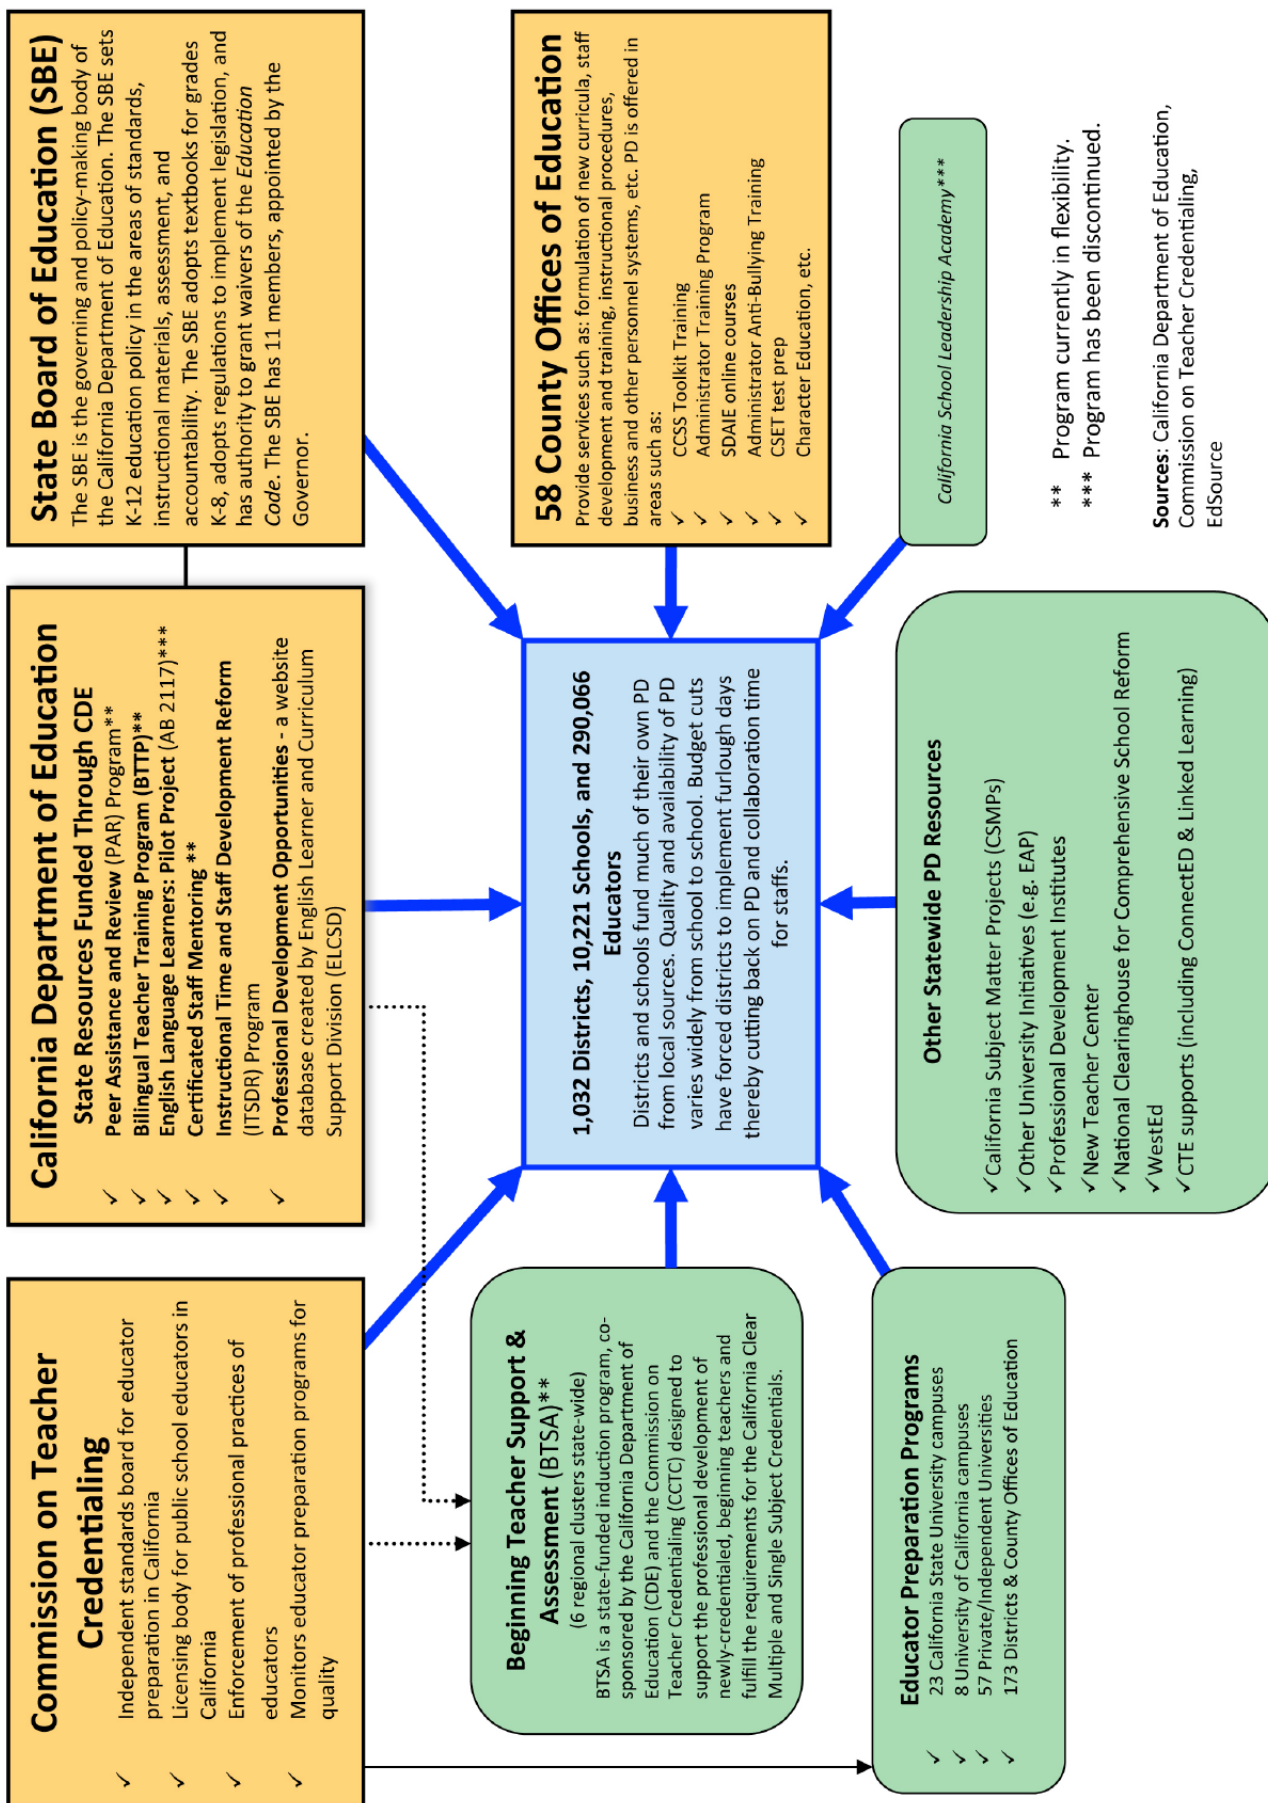 Commission on Teacher
Credentialing
✓ Independent standards board for educator
preparation in California
✓ Licensing body for public school educators in
California
✓ Enforcement of professional practices of
educators
✓ Monitors educator preparation programs for
quality
California Department of Education
State Resources Funded Through CDE
✓ Peer Assistance and Review (PAR) Program**
✓ Bilingual Teacher Training Program (BTTP)**
✓ English Language Learners: Pilot Project (AB 2117)***
✓ Certificated Staff Mentoring **
✓ Instructional Time and Staff Development Reform
(ITSDR) Program
✓ Professional Development Opportunities - a website
database created by English Learner and Curriculum
Support Division (ELCSD)
State Board of Education (SBE)
The SBE is the governing and policy-making body of
the California Department of Education. The SBE sets
K-12 education policy in the areas of standards,
instructional materials, assessment, and
accountability. The SBE adopts textbooks for grades
K-8, adopts regulations to implement legislation, and
has authority to grant waivers of the Education
Code. The SBE has 11 members, appointed by the
Governor.
Beginning Teacher Support &
Assessment (BTSA)**
(6 regional clusters state-wide)
BTSA is a state-funded induction program, co-
sponsored by the California Department of
Education (CDE) and the Commission on
Teacher Credentialing (CCTC) designed to
support the professional development of
newly-credentialed, beginning teachers and
fulfill the requirements for the California Clear
Multiple and Single Subject Credentials.
1,032 Districts, 10,221 Schools, and 290,066
Educators
Districts and schools fund much of their own PD
from local sources. Quality and availability of PD
varies widely from school to school. Budget cuts
have forced districts to implement furlough days
thereby cutting back on PD and collaboration time
for staffs.
58 County Offices of Education
Provide services such as: formulation of new curricula, staff
development and training, instructional procedures,
business and other personnel systems, etc. PD is offered in
areas such as:
✓ CCSS Toolkit Training
✓ Administrator Training Program
✓ SDAIE online courses
✓ Administrator Anti-Bullying Training
✓ CSET test prep
✓ Character Education, etc.
Educator Preparation Programs
✓ 23 California State University campuses
✓ 8 University of California campuses
✓ 57 Private/Independent Universities
✓ 173 Districts & County Offices of Education
Other Statewide PD Resources
✓California Subject Matter Projects (CSMPs)
✓Other University Initiatives (e.g. EAP)
✓Professional Development Institutes
✓New Teacher Center
✓National Clearinghouse for Comprehensive School Reform
✓WestEd
✓CTE supports (including ConnectED & Linked Learning)
California School Leadership Academy***
** Program currently in flexibility.
*** Program has been discontinued.
Sources: California Department of Education,
Commission on Teacher Credentialing,
EdSource